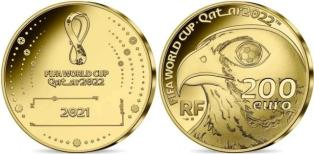 FIFA WORLD CUP
Qatar2022
2021
FIFA WORLD CUP Qatar2022
RF
200
euro